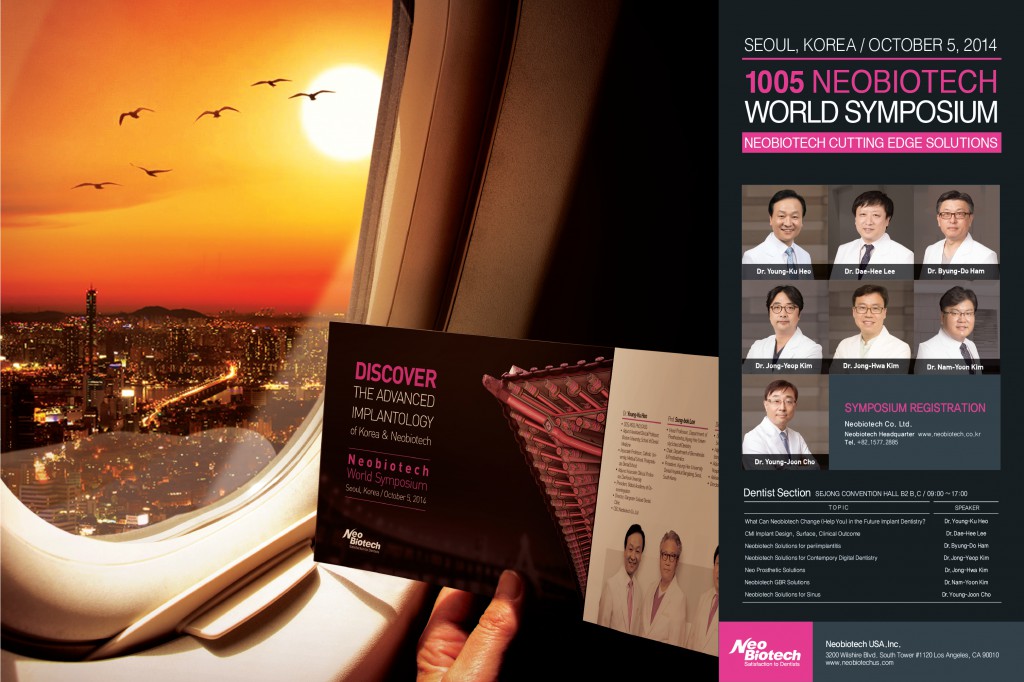 SEOUL, KOREA / OCTOBER 5, 2014
1005 NEOBIOTECH
WORLD SYMPOSIUM
NEOBIOTECH CUTTING EDGE SOLUTIONS
Dr. Young-Ku Heo
Dr. Dae-Hee Lee
Dr. Byung-Do Ham
Dr. Jong-Yeop Kim
Dr. Jong-Hwa Kim
Dr. Nam-Yoon Kim
Dr. Young-Joon Cho
SYMPOSIUM REGISTRATION
Neobiotech Co. Ltd.
Neobiotech Headquarter www.neobiotech.co.kr
Tel. +82.1577.2885
Dentist Section SEJONG CONVENTION HALL B2 B, C / 09:00 ~ 17:00
TOPIC SPEAKER
What Can Neobiotech Change (Help You) in the Future Implant Dentistry? Dr. Young-Ku Heo
CMI Implant Design, Surface, Clinical Outcome Dr. Dae-Hee Lee
Neobiotech Solutions for periimplantitis Dr. Byung-Do Ham
Neobiotech Solutions for Contempory Digital Dentistry Dr. Jong-Yeop Kim
Neo Prosthetic Solutions Dr. Jong-Hwa Kim
Neobiotech GBR Solutions Dr. Nam-Yoon Kim
Neobiotech Solutions for Sinus Dr. Young-Joon Cho
Neo
Biotech
Satisfaction to Dentists
Neobiotech USA,Inc.
3200 Wilshire Blvd. South Tower #1120 Los Angeles, CA 90010
www.neobiotechus.com
DISCOVER
THE ADVANCED
IMPLANTOLOGY
of Korea & Neobiotech
Neobiotech
World Symposium
Seoul, Korea / October 5, 2014
Neo
Biotech
Dr. Young-Ku Heo